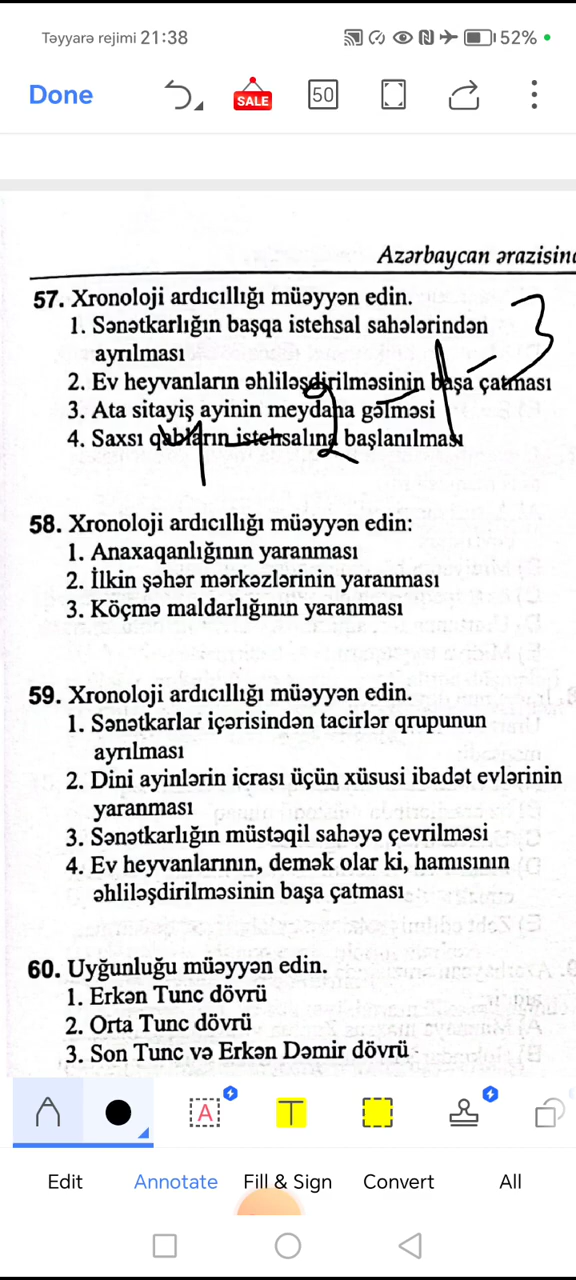 Təyyarə rejimi 21:38
52%
Done
SALE
50
Azərbaycan ərazisin
57. Xronoloji ardıcıllığı müəyyən edin.
1. Sənətkarlığın başqa istehsal sahələrindən
ayrılması
2. Ev heyvanların əhliləşdirilməsinin başa çatması
3. Ata sitayiş ayinin meydana gəlməsi
4. Saxsı qabların istehsalına başlanılması
4 2 - 1 - 3
58. Xronoloji ardıcıllığı müəyyən edin:
1. Anaxaqanlığının yaranması
2. İlkin şəhər mərkəzlərinin yaranması
3. Köçmə maldarlığının yaranması
59. Xronoloji ardıcıllığı müəyyən edin.
1. Sənətkarlar içərisindən tacirlər qrupunun
ayrılması
2. Dini ayinlərin icrası üçün xüsusi ibadət evlərinin
yaranması
3. Sənətkarlığın müstəqil sahəyə çevrilməsi
4. Ev heyvanlarının, demək olar ki, hamısının
əhliləşdirilməsinin başa çatması
60. Uyğunluğu müəyyən edin.
1. Erkən Tunc dövrü
2. Orta Tunc dövrü
3. Son Tunc və Erkən Dəmir dövrü
A
T
Edit Annotate Fill & Sign Convert All